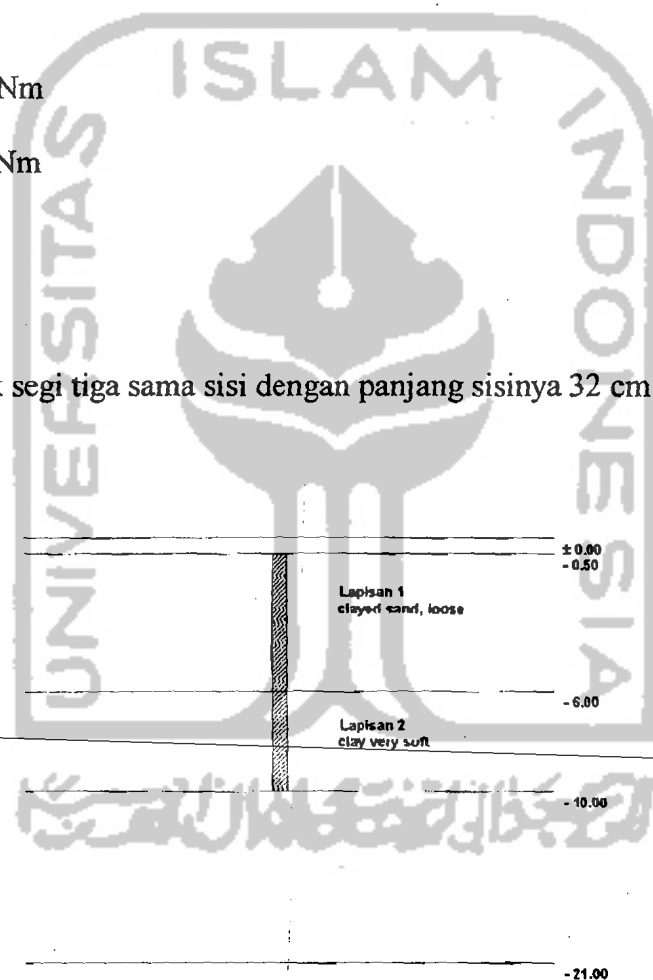 ISLAM
UNIVERSITAS
INDONESIA
Nm
Nm
segi tiga sama sisi dengan panjang sisinya 32 cm
± 0.00
- 0.50
Lapisan 1
clayed sand, loose
- 6.00
Lapisan 2
clay very soft
- 10.00
- 21.00